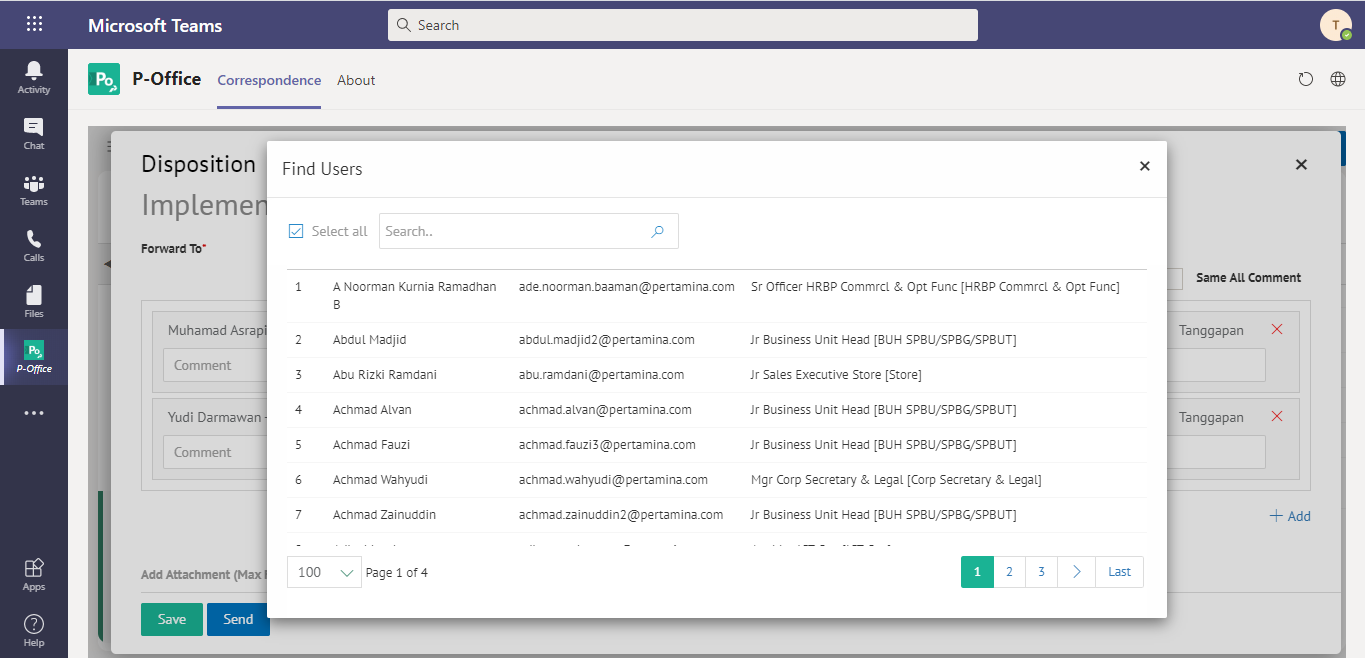 Microsoft Teams
Search
T
Activity
Chat
Teams
Calls
Files
Po
P-Office
Apps
Help
Po
P-Office
Correspondence
About
Disposition
Implemen
Forward To*
Same All Comment
Muhamad Asrapi
Tanggapan
Comment
Yudi Darmawan -
Tanggapan
Comment
Add
Add Attachment (Max
Save
Send
Find Users
Select all
Search..
1 A Noorman Kurnia Ramadhan B ade.noorman.baaman@pertamina.com Sr Officer HRBP Commrcl & Opt Func [HRBP Commrcl & Opt Func]
2 Abdul Madjid abdul.madjid2@pertamina.com Jr Business Unit Head [BUH SPBU/SPBG/SPBUT]
3 Abu Rizki Ramdani abu.ramdani@pertamina.com Jr Sales Executive Store [Store]
4 Achmad Alvan achmad.alvan@pertamina.com Jr Business Unit Head [BUH SPBU/SPBG/SPBUT]
5 Achmad Fauzi achmad.fauzi3@pertamina.com Jr Business Unit Head [BUH SPBU/SPBG/SPBUT]
6 Achmad Wahyudi achmad.wahyudi@pertamina.com Mgr Corp Secretary & Legal [Corp Secretary & Legal]
7 Achmad Zainuddin achmad.zainuddin2@pertamina.com Jr Business Unit Head [BUH SPBU/SPBG/SPBUT]
100 Page 1 of 4
1 2 3 > Last